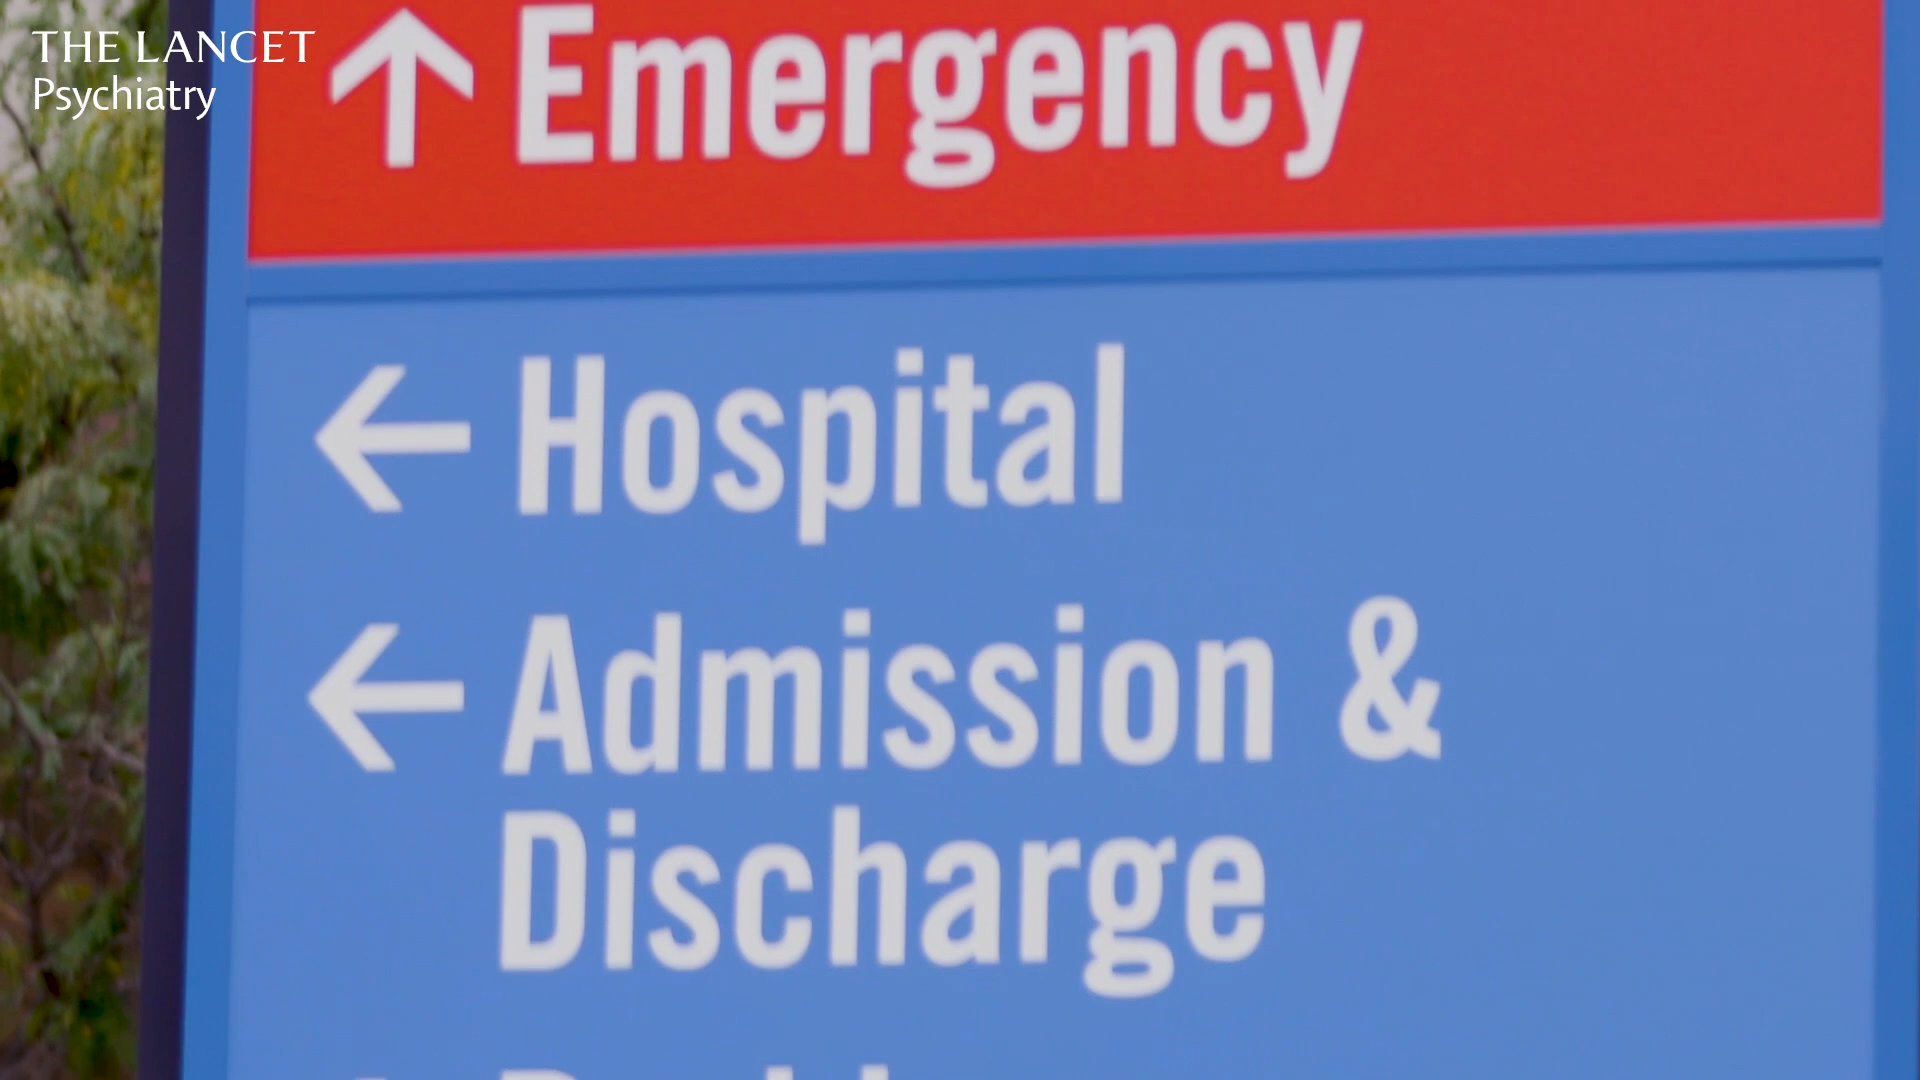 THE LANCET
Psychiatry
↑ Emergency
← Hospital
← Admission &
Discharge